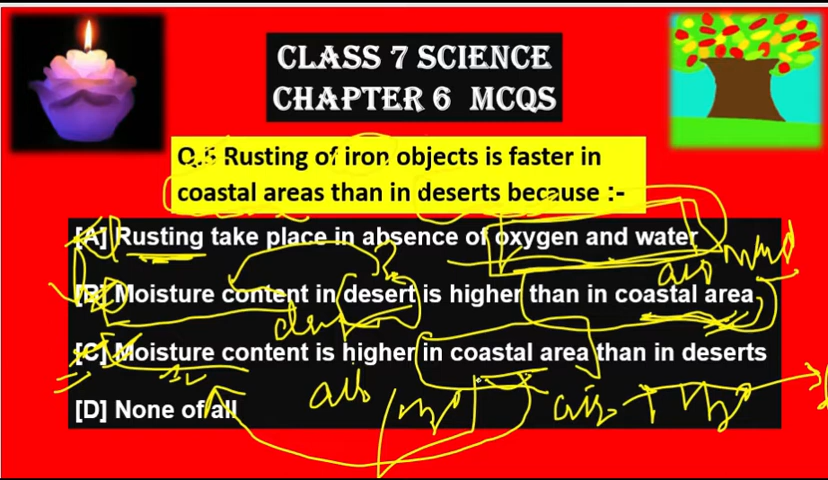 CLASS 7 SCIENCE
CHAPTER 6 MCQS
Q.5 Rusting of iron objects is faster in
coastal areas than in deserts because :-
[A] Rusting take place in absence of oxygen and water
[B] Moisture content in desert is higher than in coastal area
[C] Moisture content is higher in coastal area than in deserts
[D] None of all